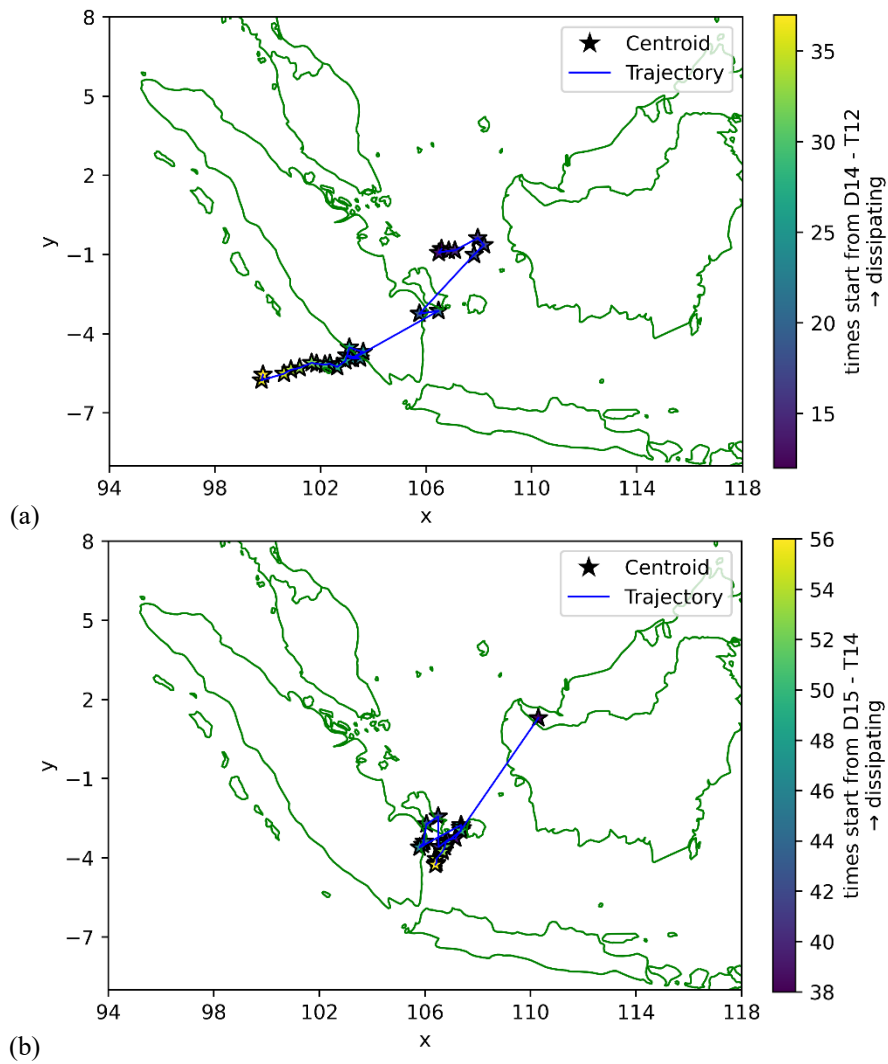 8
5
2
−1
−4
−7
y
94 98 102 106 110 114 118
x
Centroid
Trajectory
35
30
25
20
15
times start from D14 - T12
→ dissipating
(a)
8
5
2
−1
−4
−7
y
94 98 102 106 110 114 118
x
Centroid
Trajectory
56
54
52
50
48
46
44
42
40
38
times start from D15 - T14
→ dissipating
(b)